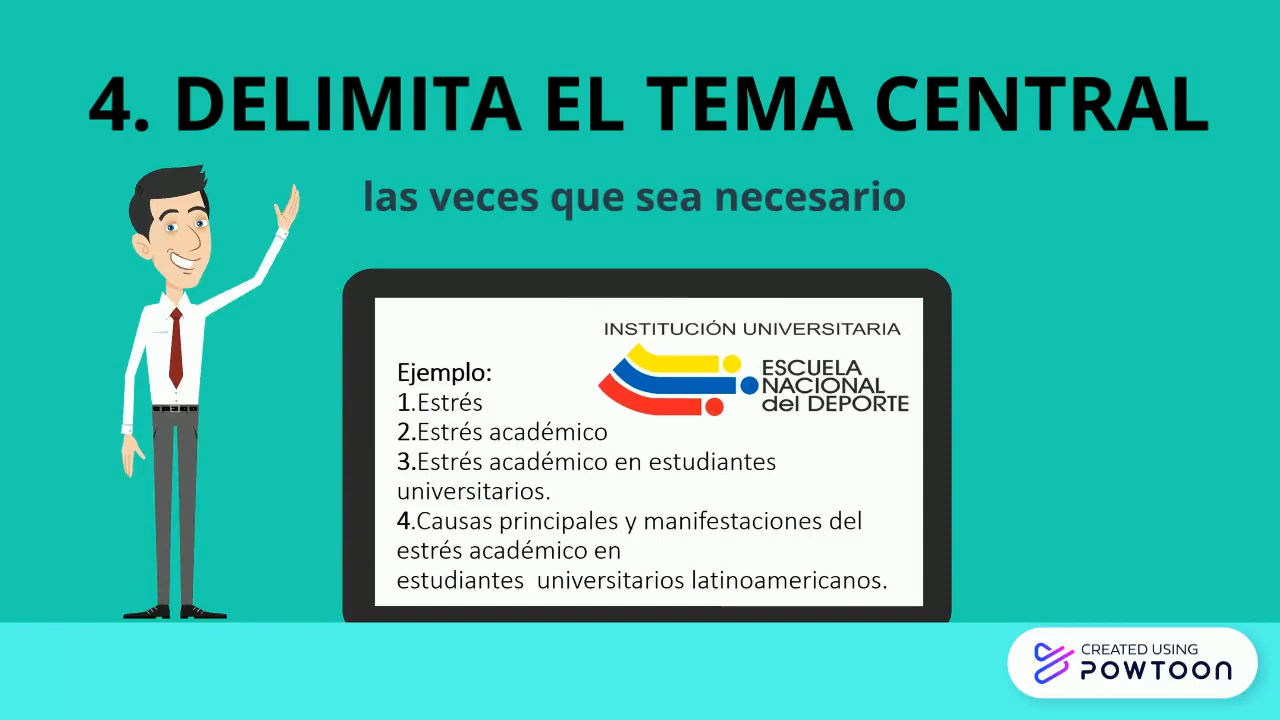 4. DELIMITA EL TEMA CENTRAL
las veces que sea necesario
INSTITUCIÓN UNIVERSITARIA
ESCUELA
NACIONAL
del DEPORTE
Ejemplo:
1.Estrés
2.Estrés académico
3.Estrés académico en estudiantes
universitarios.
4.Causas principales y manifestaciones del
estrés académico en
estudiantes  universitarios latinoamericanos.
CREATED USING
POWTOON